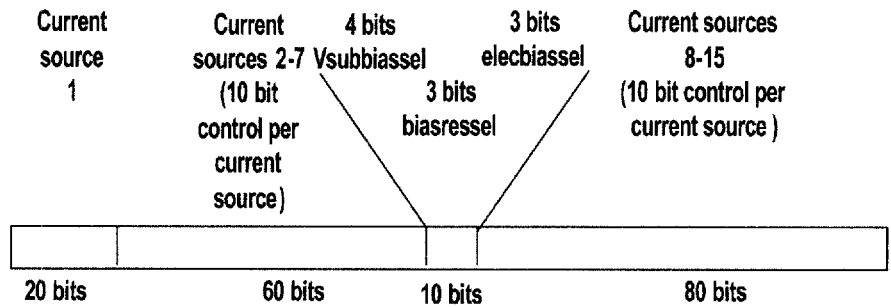 Current
source
1
Current
sources 2-7
(10 bit
control per
current
source)
4 bits
Vsubbiassel
3 bits
biasressel
3 bits
elecbiassel
Current sources
8-15
(10 bit control per
current source )
20 bits
60 bits
10 bits
80 bits